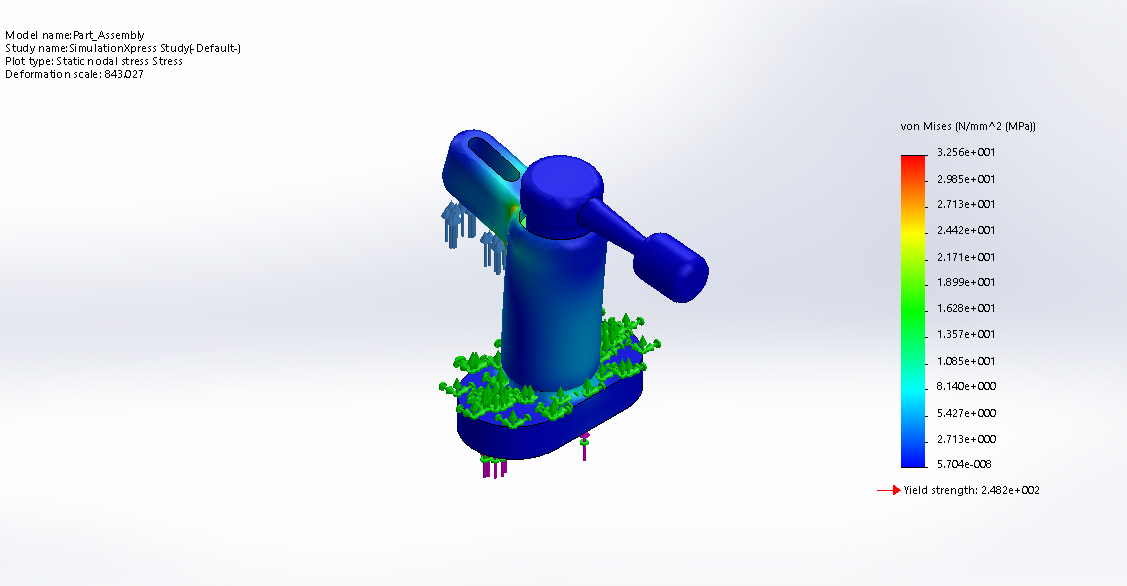 Model name:Part_Assembly
Study name:SimulationXpress Study(-Default-)
Plot type: Static nodal stress Stress
Deformation scale: 843.027
von Mises (N/mm^2 (MPa))
3.256e+001
2.985e+001
2.713e+001
2.442e+001
2.171e+001
1.899e+001
1.628e+001
1.357e+001
1.085e+001
8.140e+000
5.427e+000
2.713e+000
5.704e-008
Yield strength: 2.482e+002